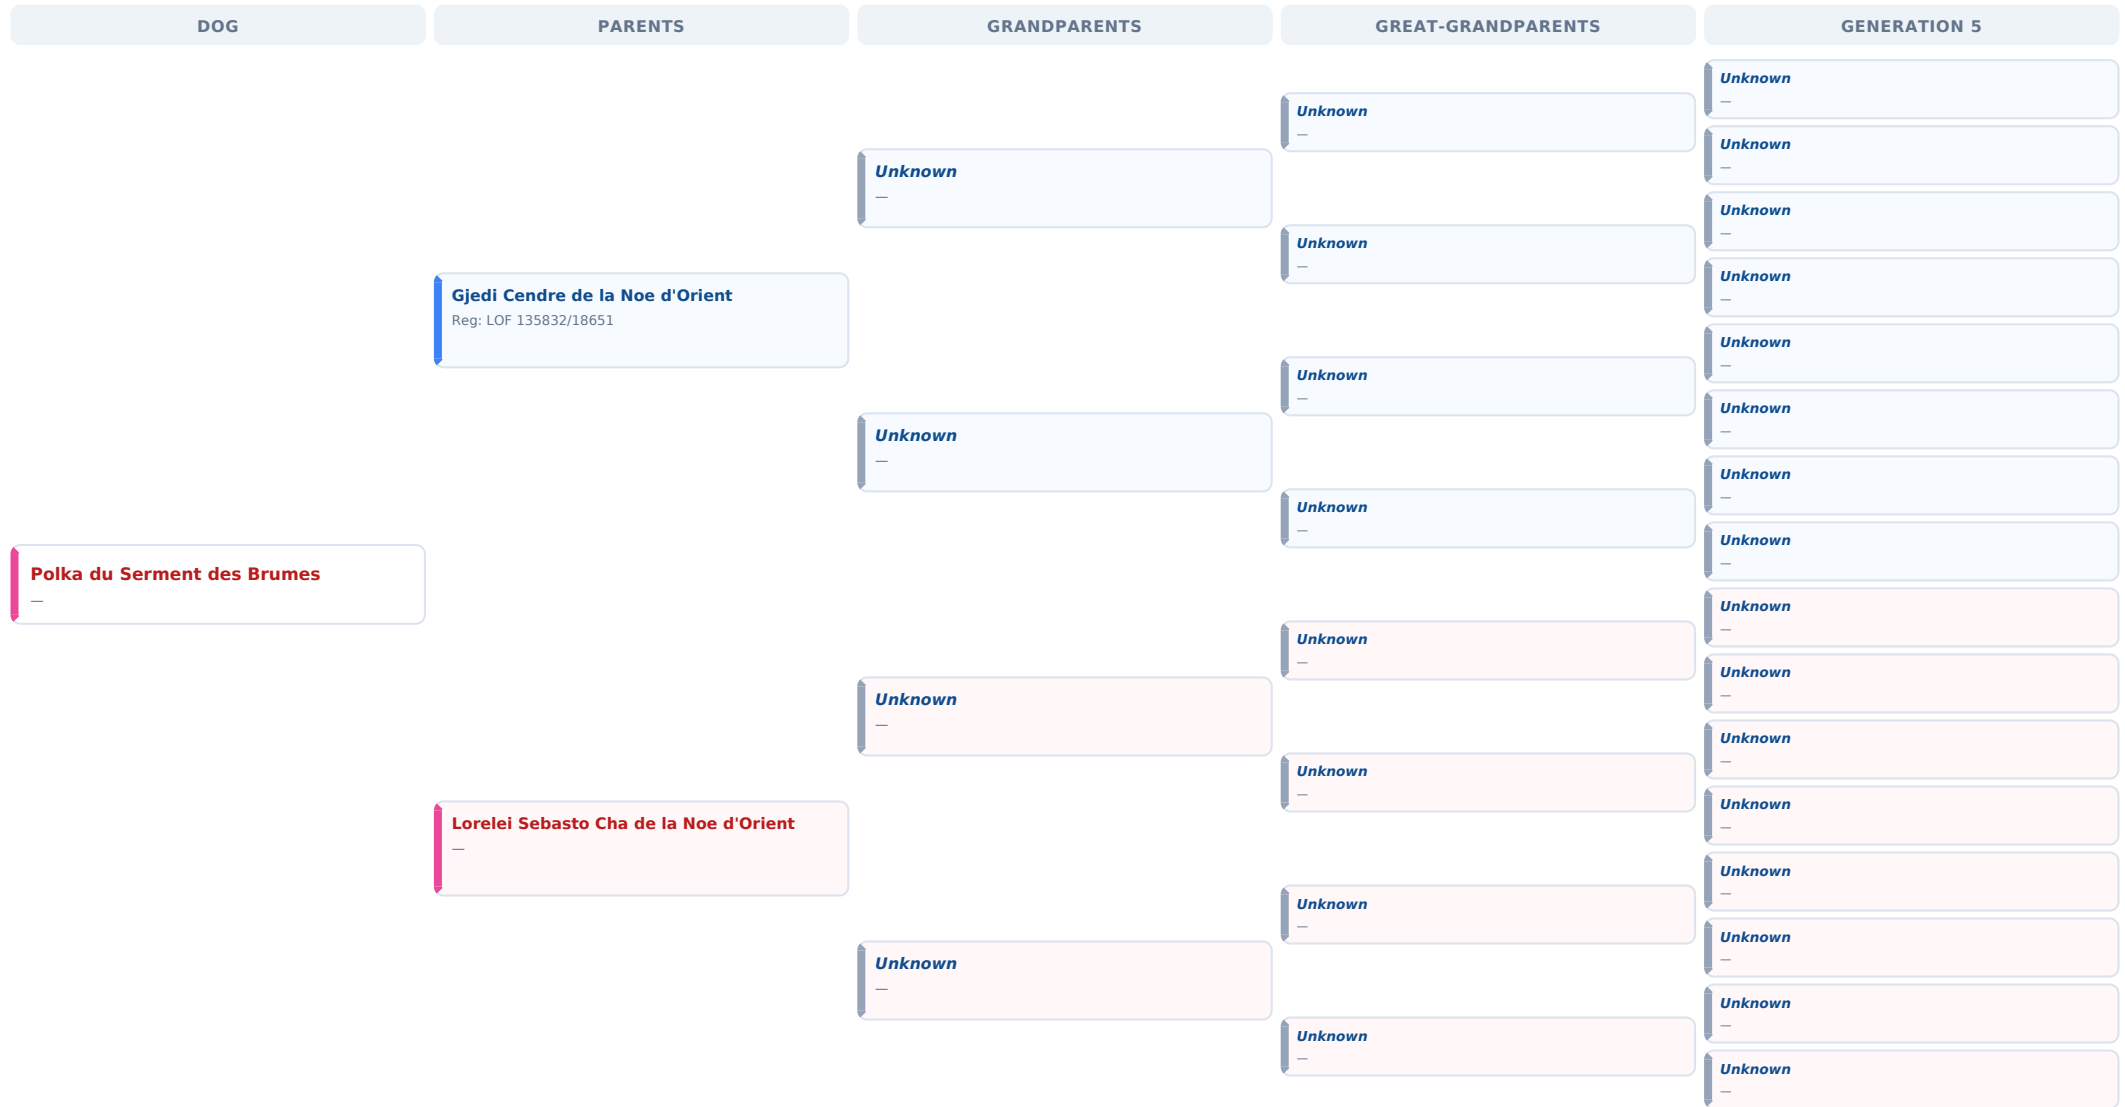 DOG
PARENTS
GRANDPARENTS
GREAT-GRANDPARENTS
GENERATION 5
Polka du Serment des Brumes
—
Gjedi Cendre de la Noe d'Orient
Reg: LOF 135832/18651
Lorelei Sebasto Cha de la Noe d'Orient
—
Unknown
—
Unknown
—
Unknown
—
Unknown
—
Unknown
—
Unknown
—
Unknown
—
Unknown
—
Unknown
—
Unknown
—
Unknown
—
Unknown
—
Unknown
—
Unknown
—
Unknown
—
Unknown
—
Unknown
—
Unknown
—
Unknown
—
Unknown
—
Unknown
—
Unknown
—
Unknown
—
Unknown
—
Unknown
—
Unknown
—
Unknown
—
Unknown
—